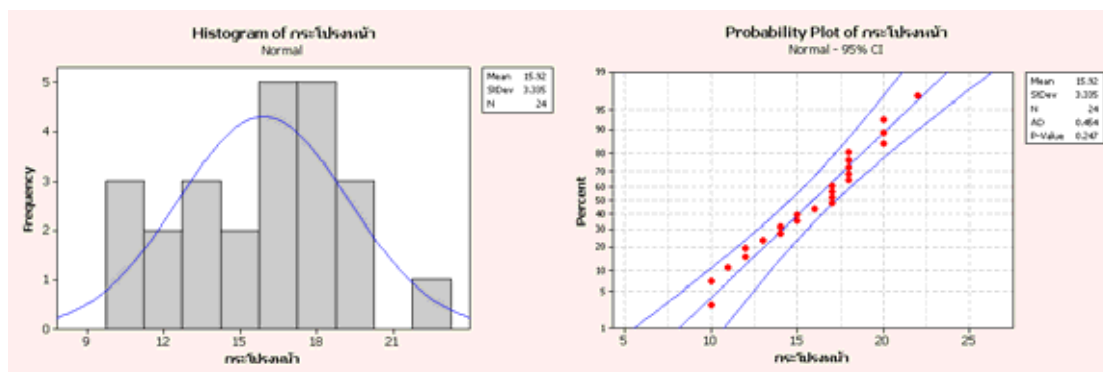 Histogram of กระโปรงหน้า
Normal
Mean 15.92
StDev 3.335
N 24
Frequency
5
4
3
2
1
0
9 12 15 18 21
กระโปรงหน้า
Probability Plot of กระโปรงหน้า
Normal - 95% CI
Mean 15.92
StDev 3.335
N 24
AD 0.464
P-Value 0.247
Percent
99
95
90
80
70
60
50
40
30
20
10
5
1
5 10 15 20 25
กระโปรงหน้า